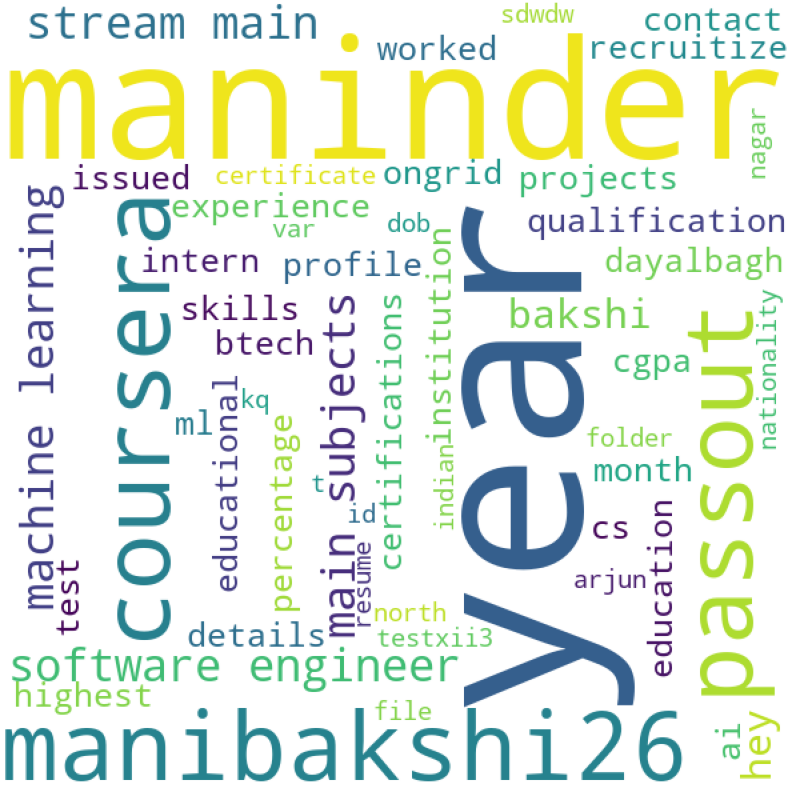 stream main
sdwdw
contact
worked
recruitize
maninder
nagar
issued
certificate
ongrid
projects
experience
var
dob
qualification
machine learning
coursera
intern
profile
institution
year
dayalbagh
skills
main subjects
certifications
bakshi
passout
nationality
btech
cgpa
kq
ml
educational
percentage
folder
indian
month
t
id
cs
test
resume
arjun
education
north
details
testxii3
software engineer
highest
file
manibakshi26
ai
hey